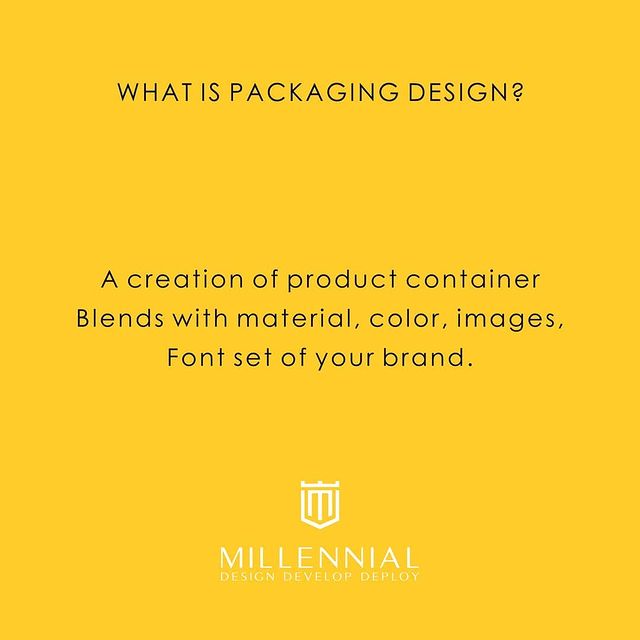 WHAT IS PACKAGING DESIGN?
A creation of product container
Blends with material, color, images,
Font set of your brand.
MILLENNIAL
DESIGN DEVELOP DEPLOY